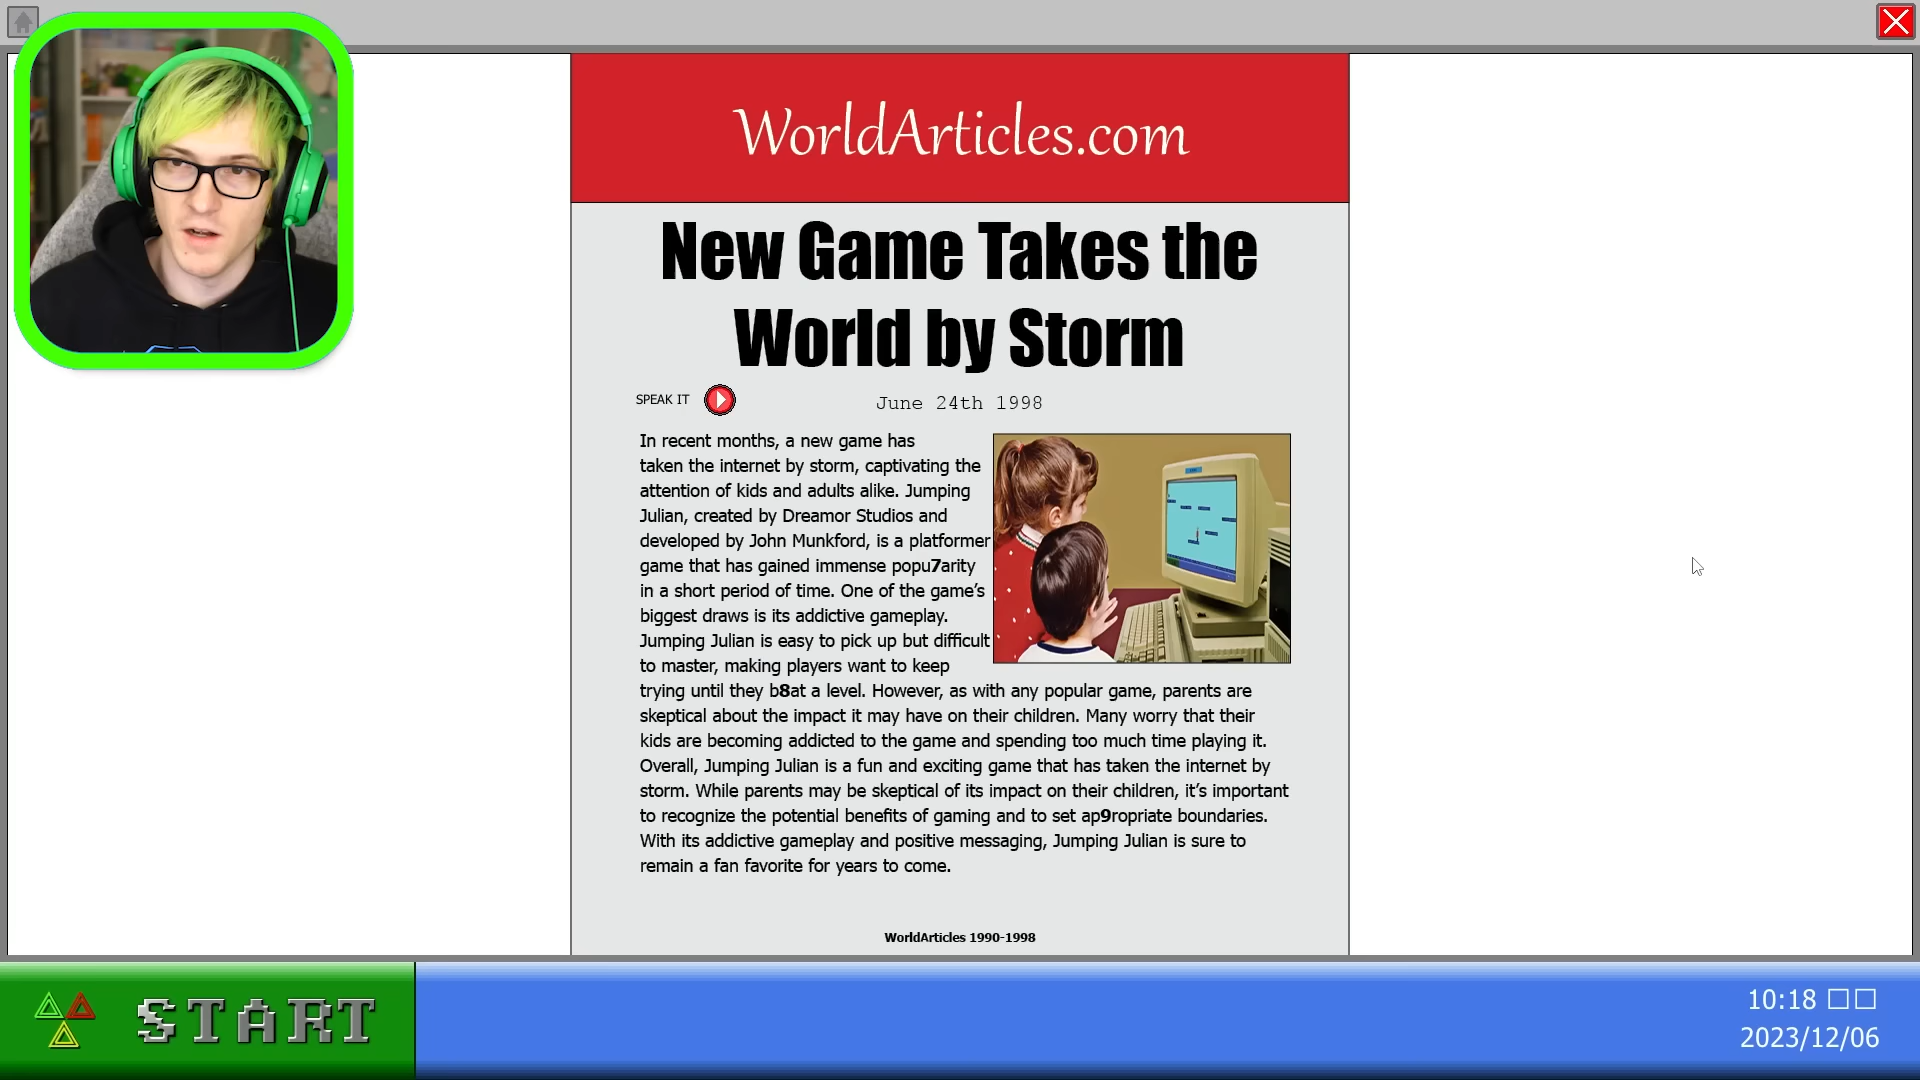 WorldArticles.com
New Game Takes the
World by Storm
SPEAK IT
June 24th 1998
In recent months, a new game has
taken the internet by storm, captivating the
attention of kids and adults alike. Jumping
Julian, created by Dreamor Studios and
developed by John Munkford, is a platformer
game that has gained immense popu7arity
in a short period of time. One of the game’s
biggest draws is its addictive gameplay.
Jumping Julian is easy to pick up but difficult
to master, making players want to keep
trying until they b8at a level. However, as with any popular game, parents are
skeptical about the impact it may have on their children. Many worry that their
kids are becoming addicted to the game and spending too much time playing it.
Overall, Jumping Julian is a fun and exciting game that has taken the internet by
storm. While parents may be skeptical of its impact on their children, it’s important
to recognize the potential benefits of gaming and to set ap9ropriate boundaries.
With its addictive gameplay and positive messaging, Jumping Julian is sure to
remain a fan favorite for years to come.
WorldArticles 1990-1998
START
10:18 □□
2023/12/06